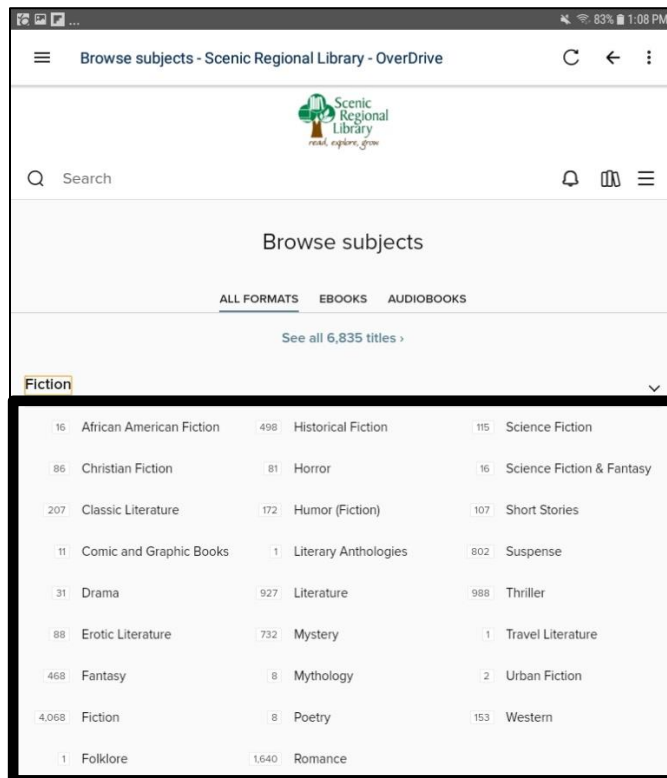 ... 83% 1:08 PM
Browse subjects - Scenic Regional Library - OverDrive
Scenic
Regional
Library
read, explore, grow
Search
Browse subjects
ALL FORMATS EBOOKS AUDIOBOOKS
See all 6,835 titles ›
Fiction
16 African American Fiction 498 Historical Fiction 115 Science Fiction
86 Christian Fiction 81 Horror 16 Science Fiction & Fantasy
207 Classic Literature 172 Humor (Fiction) 107 Short Stories
11 Comic and Graphic Books 1 Literary Anthologies 802 Suspense
31 Drama 927 Literature 988 Thriller
88 Erotic Literature 732 Mystery 1 Travel Literature
468 Fantasy 8 Mythology 2 Urban Fiction
4,068 Fiction 8 Poetry 153 Western
1 Folklore 1,640 Romance